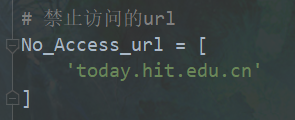 # 禁止访问的url
No_Access_url = [
    'today.hit.edu.cn'
]